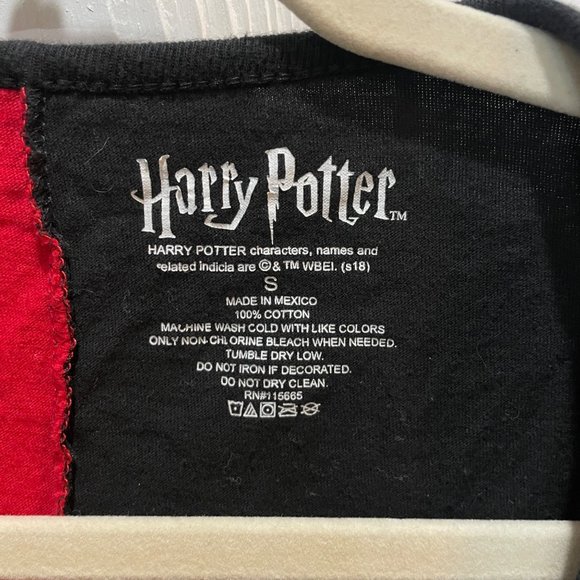 Harry Potter™
HARRY POTTER characters, names and
related indicia are © & ™ WBEI. (s18)
S
MADE IN MEXICO
100% COTTON
MACHINE WASH COLD WITH LIKE COLORS
ONLY NON-CHLORINE BLEACH WHEN NEEDED.
TUMBLE DRY LOW.
DO NOT IRON IF DECORATED.
DO NOT DRY CLEAN.
RN#115665